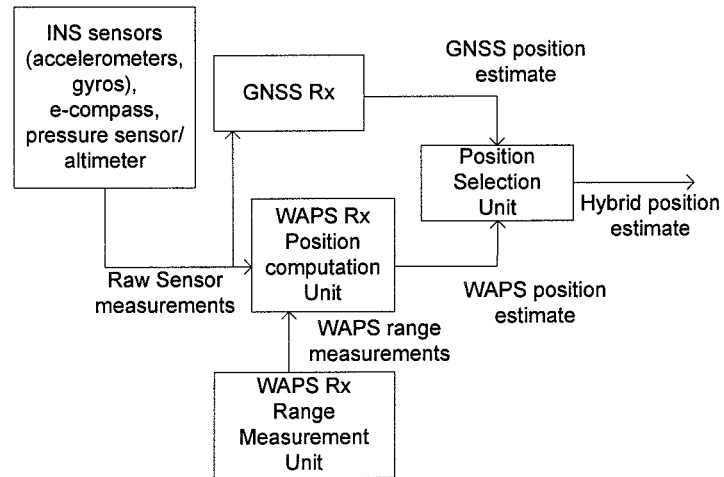 INS sensors
(accelerometers,
gyros),
e-compass,
pressure sensor/
altimeter
GNSS Rx
GNSS position
estimate
Position
Selection
Unit
Hybrid position
estimate
WAPS Rx
Position
computation
Unit
Raw Sensor
measurements
WAPS position
estimate
WAPS range
measurements
WAPS Rx
Range
Measurement
Unit